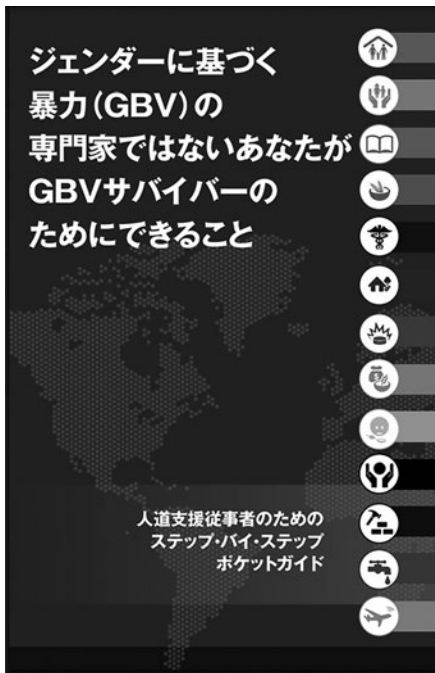 ジェンダーに基づく
暴力（GBV）の
専門家ではないあなたが
GBVサバイバーの
ためにできること
人道支援従事者のための
ステップ・バイ・ステップ
ポケットガイド